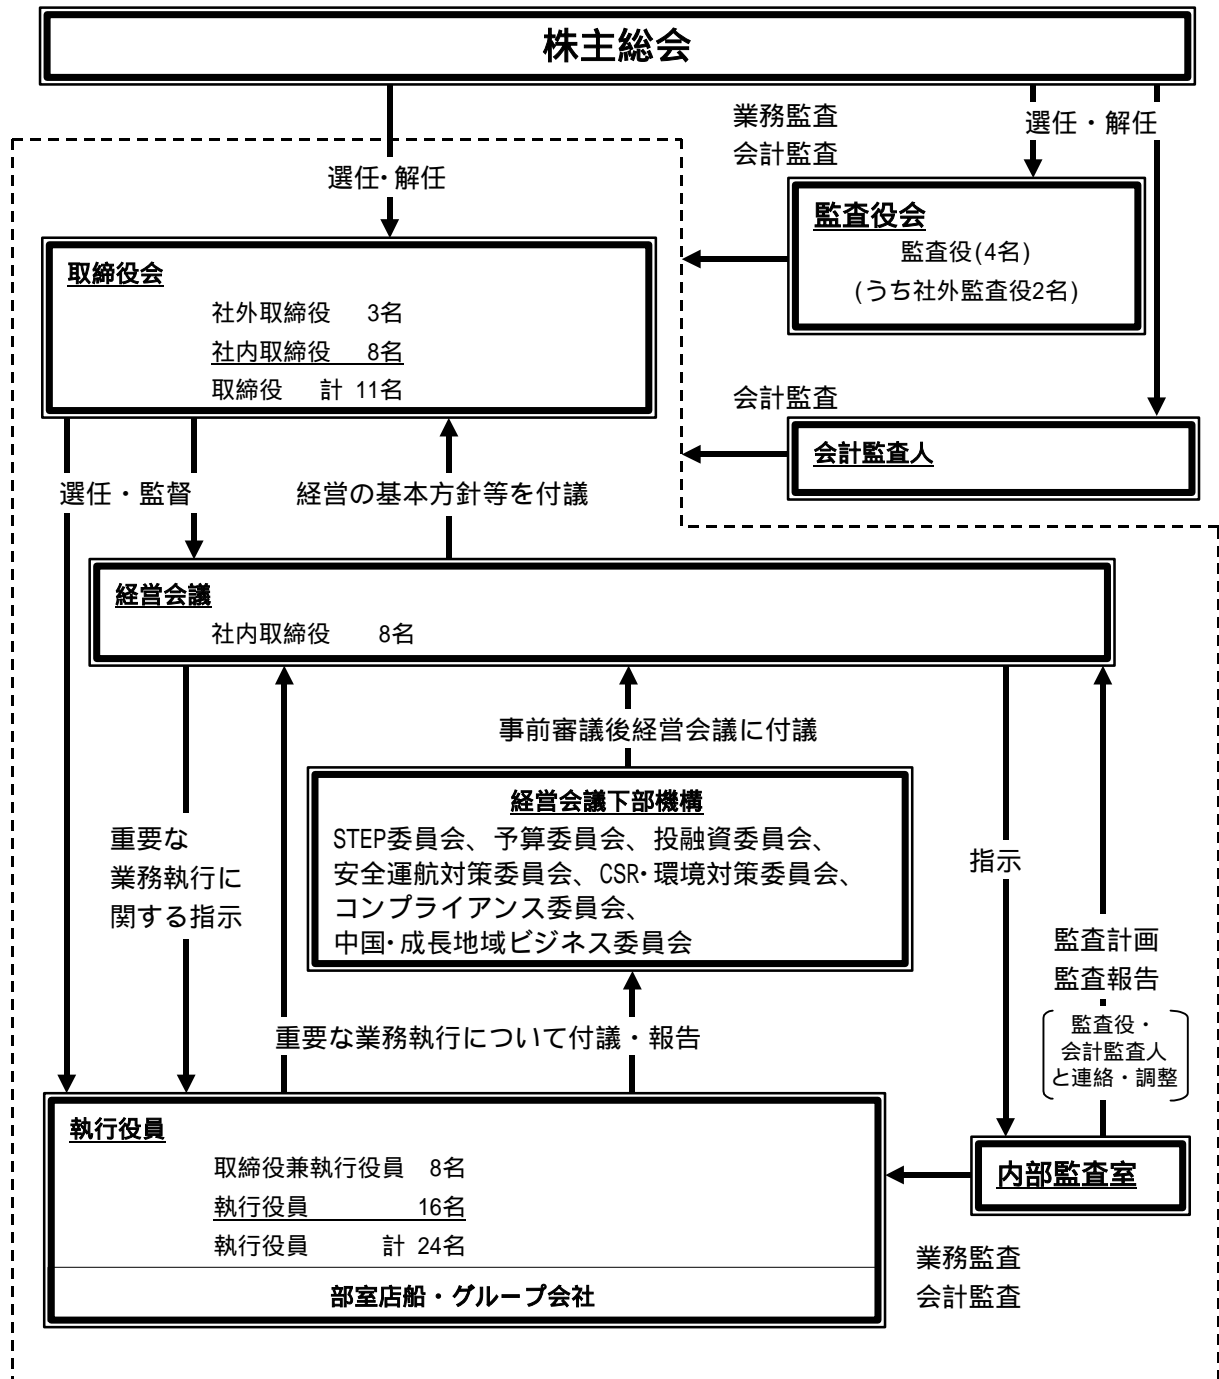 株主総会
業務監査
会計監査
選任・解任
選任・解任
監査役会
監査役(4名)
(うち社外監査役2名)
取締役会
社外取締役 3名
社内取締役 8名
取締役 計 11名
会計監査
会計監査人
選任・監督
経営の基本方針等を付議
経営会議
社内取締役 8名
事前審議後経営会議に付議
経営会議下部機構
STEP委員会、予算委員会、投融資委員会、
安全運航対策委員会、CSR・環境対策委員会、
コンプライアンス委員会、
中国・成長地域ビジネス委員会
重要な
業務執行に
関する指示
指示
監査計画
監査報告
監査役・
会計監査人
と連絡・調整
重要な業務執行について付議・報告
執行役員
取締役兼執行役員 8名
執行役員 16名
執行役員 計 24名
部室店船・グループ会社
内部監査室
業務監査
会計監査